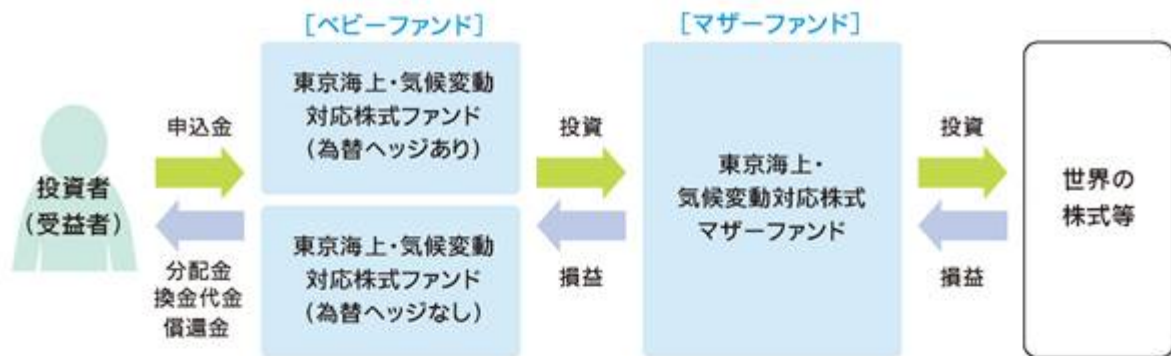 ［ベビーファンド］
［マザーファンド］
投資者
（受益者）
申込金
分配金
換金代金
償還金
東京海上・気候変動
対応株式ファンド
（為替ヘッジあり）
東京海上・気候変動
対応株式ファンド
（為替ヘッジなし）
投資
損益
東京海上・
気候変動対応株式
マザーファンド
投資
損益
世界の
株式等